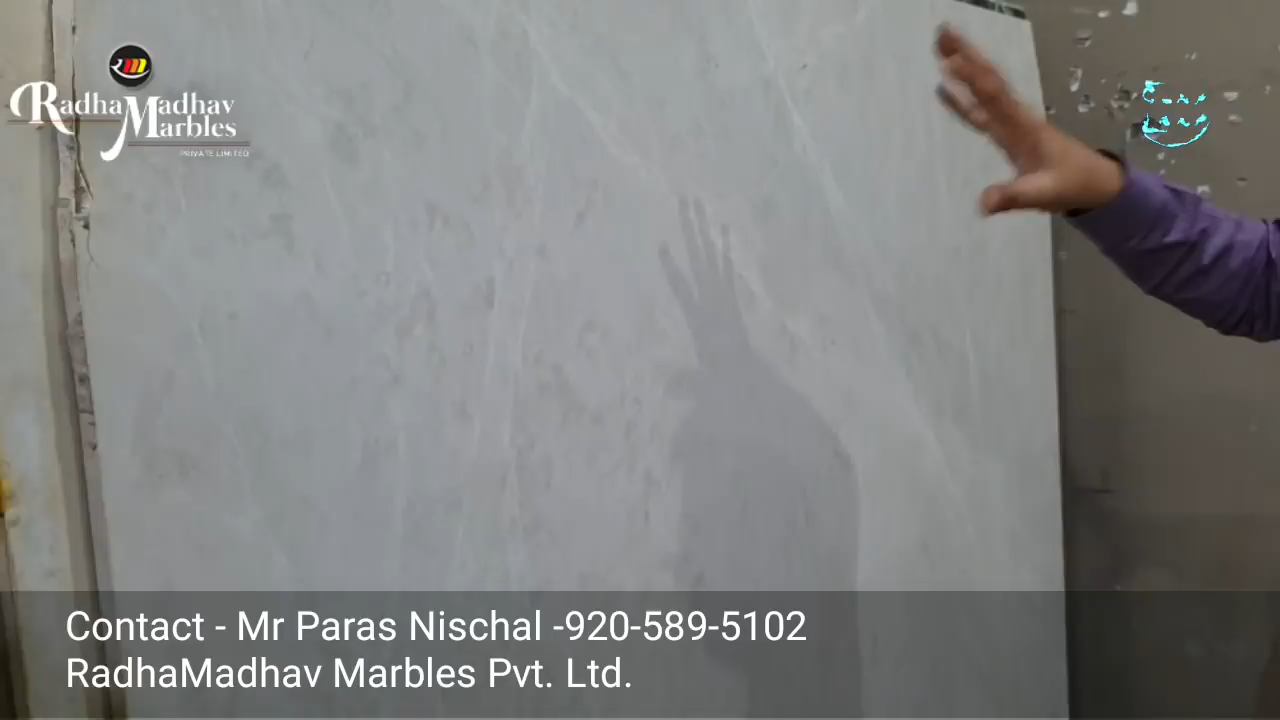 RadhaMadhav
Marbles
PRIVATE LIMITED
Contact - Mr Paras Nischal -920-589-5102
RadhaMadhav Marbles Pvt. Ltd.